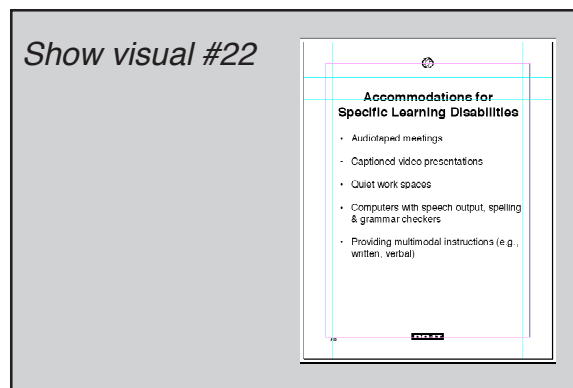 Show visual #22
Accommodations for
Specific Learning Disabilities
• Audiotaped meetings
• Captioned video presentations
• Quiet work spaces
• Computers with speech output, spelling
& grammar checkers
• Providing multimodal instructions (e.g.,
written, verbal)